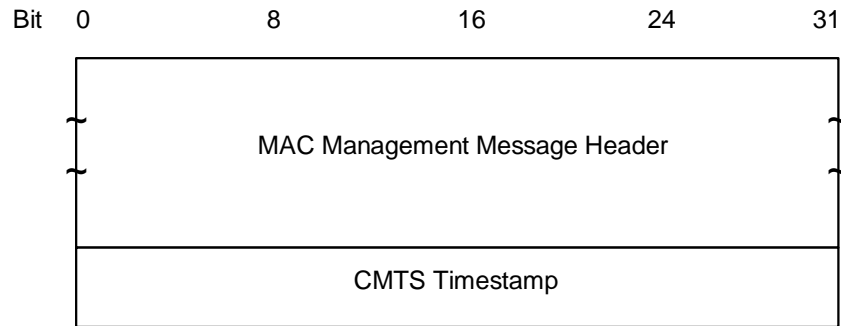 Bit 0 8 16 24 31
MAC Management Message Header
CMTS Timestamp